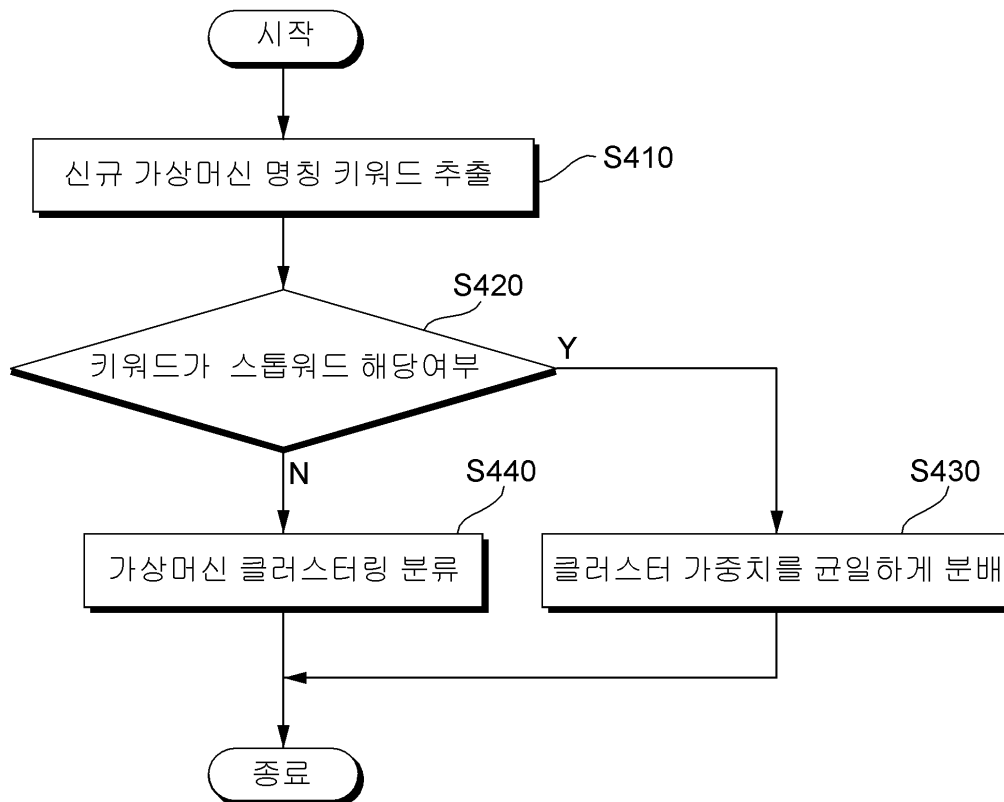 시작
신규 가상머신 명칭 키워드 추출
S410
S420
키워드가 스톱워드 해당여부
Y
N
S440
S430
가상머신 클러스터링 분류
클러스터 가중치를 균일하게 분배
종료